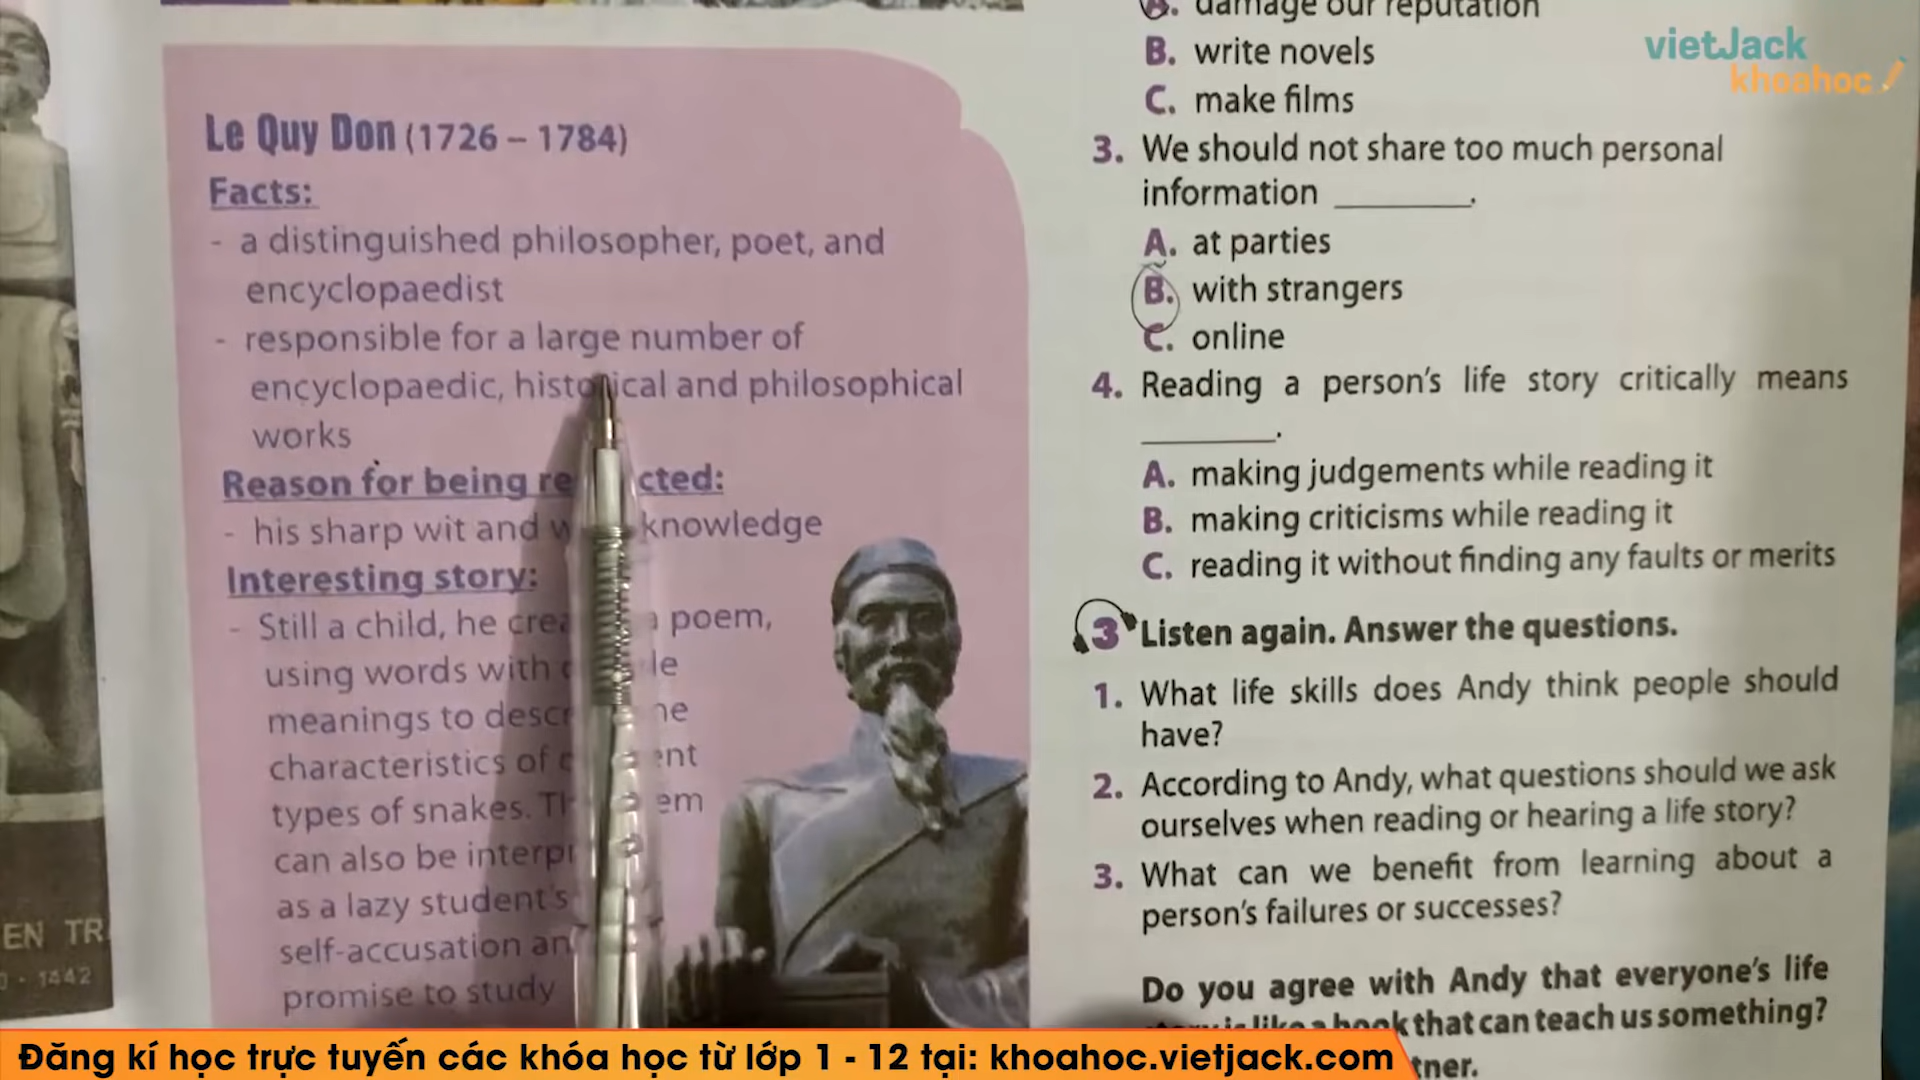 EN TR
- 1442
Le Quy Don (1726 – 1784)
Facts:
- a distinguished philosopher, poet, and
encyclopaedist
- responsible for a large number of
encyclopaedic, historical and philosophical
works
Reason for being re cted:
- his sharp wit and knowledge
Interesting story:
- Still a child, he poem,
using words with
meanings to
characteristics of
types of snakes.
can also be
as a lazy student's
self-accusation
promise to study
A. damage our reputation
B. write novels
C. make films
3. We should not share too much personal
information ________.
A. at parties
B. with strangers
C. online
4. Reading a person's life story critically means
________.
A. making judgements while reading it
B. making criticisms while reading it
C. reading it without finding any faults or merits
3 Listen again. Answer the questions.
1. What life skills does Andy think people should
have?
2. According to Andy, what questions should we ask
ourselves when reading or hearing a life story?
3. What can we benefit from learning about a
person's failures or successes?
Do you agree with Andy that everyone's life
is like a book that can teach us something?
tner.
vietJack
khoahoc
Đăng kí học trực tuyến các khóa học từ lớp 1 - 12 tại: khoahoc.vietjack.com